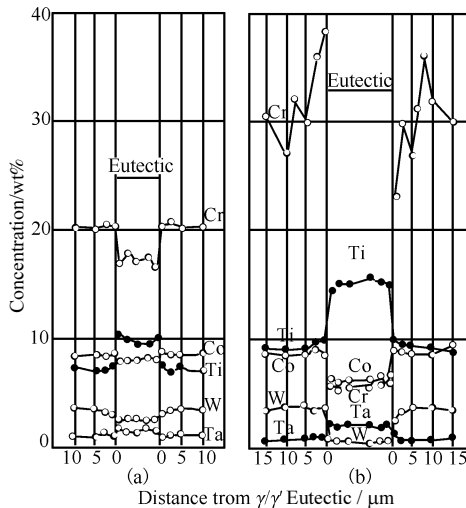 Concentration/wt%
40
30
20
10
0
Eutectic
Cr
Co
Ti
W
Ta
10 5 0 0 5 10
(a)
Eutectic
Cr
Ti
Ti
Co
Co
Cr
W
Ta
Ta
W
15 10 5 0 0 5 10 15
(b)
Distance trom γ/γ′ Eutectic / μm